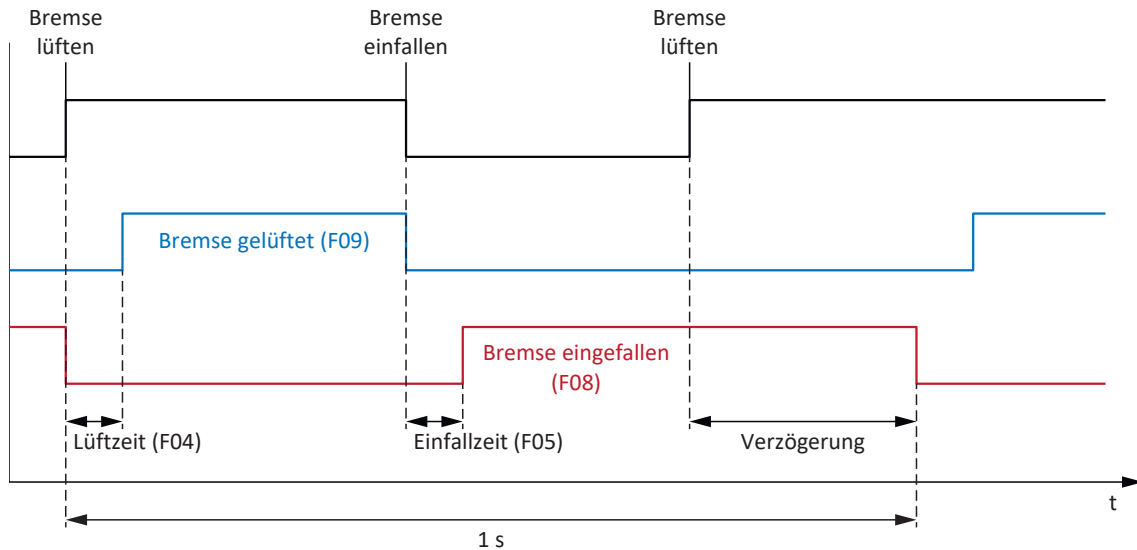 Bremse
lüften
Bremse
einfallen
Bremse
lüften
Bremse gelüftet (F09)
Bremse eingefallen
(F08)
Lüftzeit (F04)
Einfallzeit (F05)
Verzögerung
t
1 s